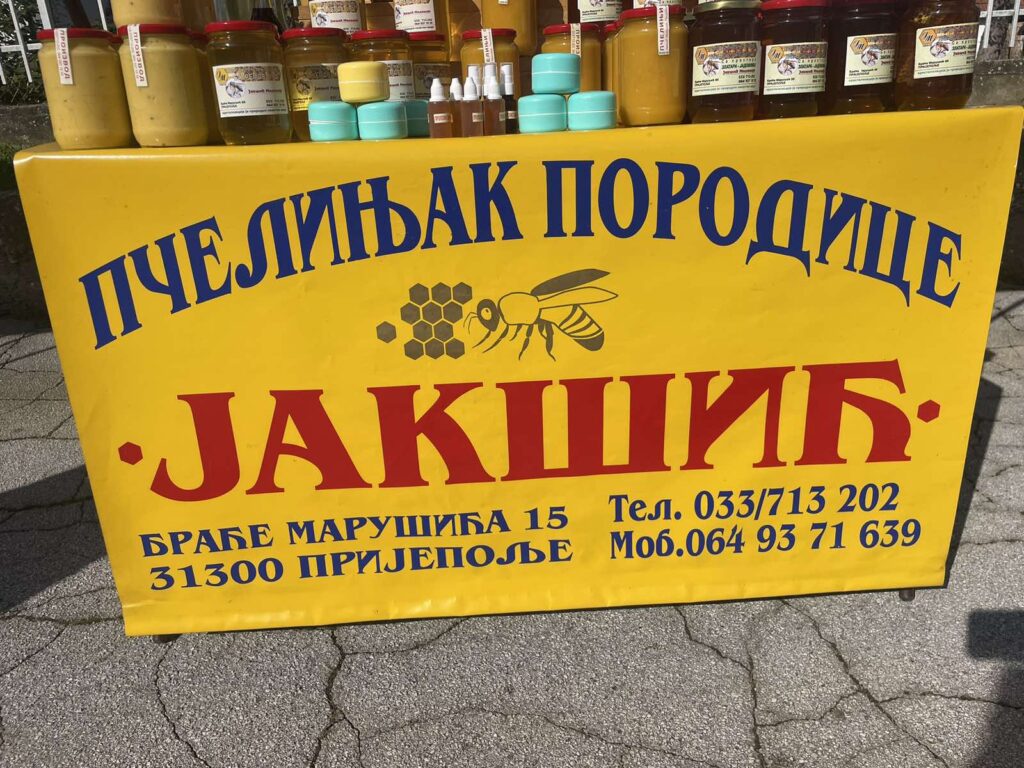 ПЧЕЛИЊАК ПОРОДИЦЕ
ЈАКШИЋ
БРАЋЕ МАРУШИЋА 15
31300 ПРИЈЕПОЉЕ
Тел. 033/713 202
Моб.064 93 71 639